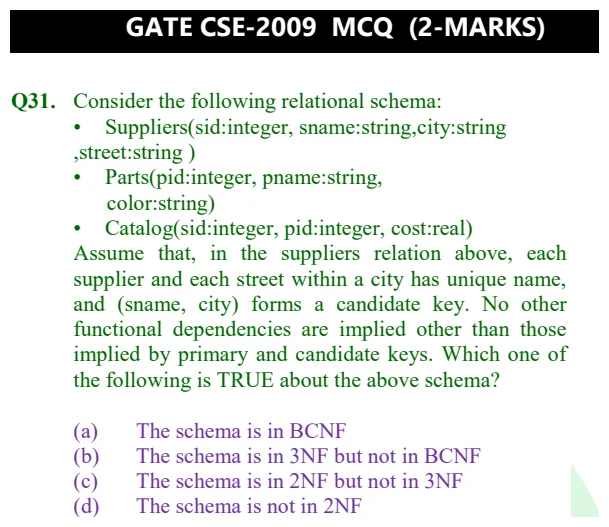 GATE CSE-2009 MCQ (2-MARKS)
Q31. Consider the following relational schema:
• Suppliers(sid:integer, sname:string,city:string
,street:string )
• Parts(pid:integer, pname:string,
color:string)
• Catalog(sid:integer, pid:integer, cost:real)
Assume that, in the suppliers relation above, each
supplier and each street within a city has unique name,
and (sname, city) forms a candidate key. No other
functional dependencies are implied other than those
implied by primary and candidate keys. Which one of
the following is TRUE about the above schema?
(a) The schema is in BCNF
(b) The schema is in 3NF but not in BCNF
(c) The schema is in 2NF but not in 3NF
(d) The schema is not in 2NF